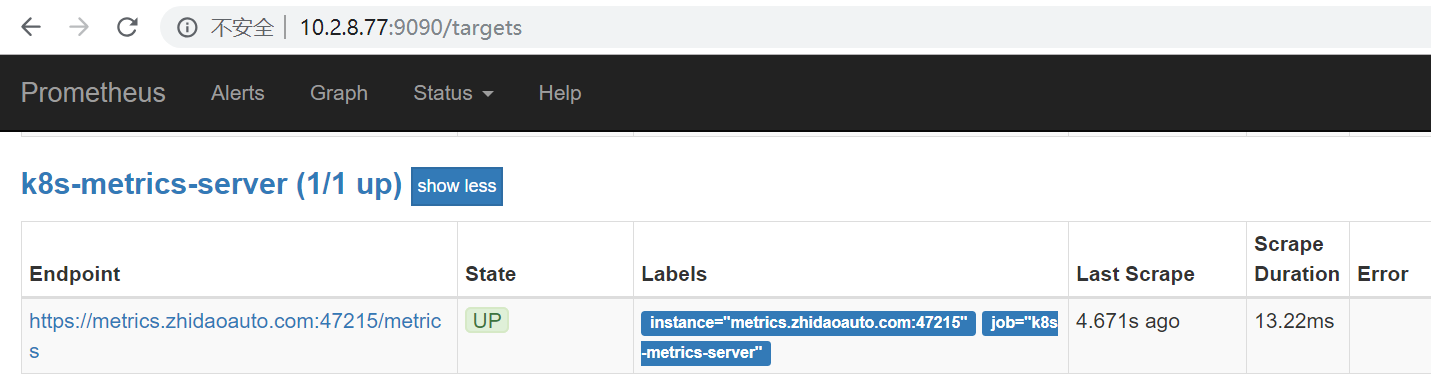 不安全 10.2.8.77:9090/targets
Prometheus Alerts Graph Status Help
k8s-metrics-server (1/1 up) show less
Endpoint State Labels Last Scrape Scrape Duration Error
https://metrics.zhidaoauto.com:47215/metric UP instance="metrics.zhidaoauto.com:47215" job="k8s 4.671s ago 13.22ms
s -metrics-server"